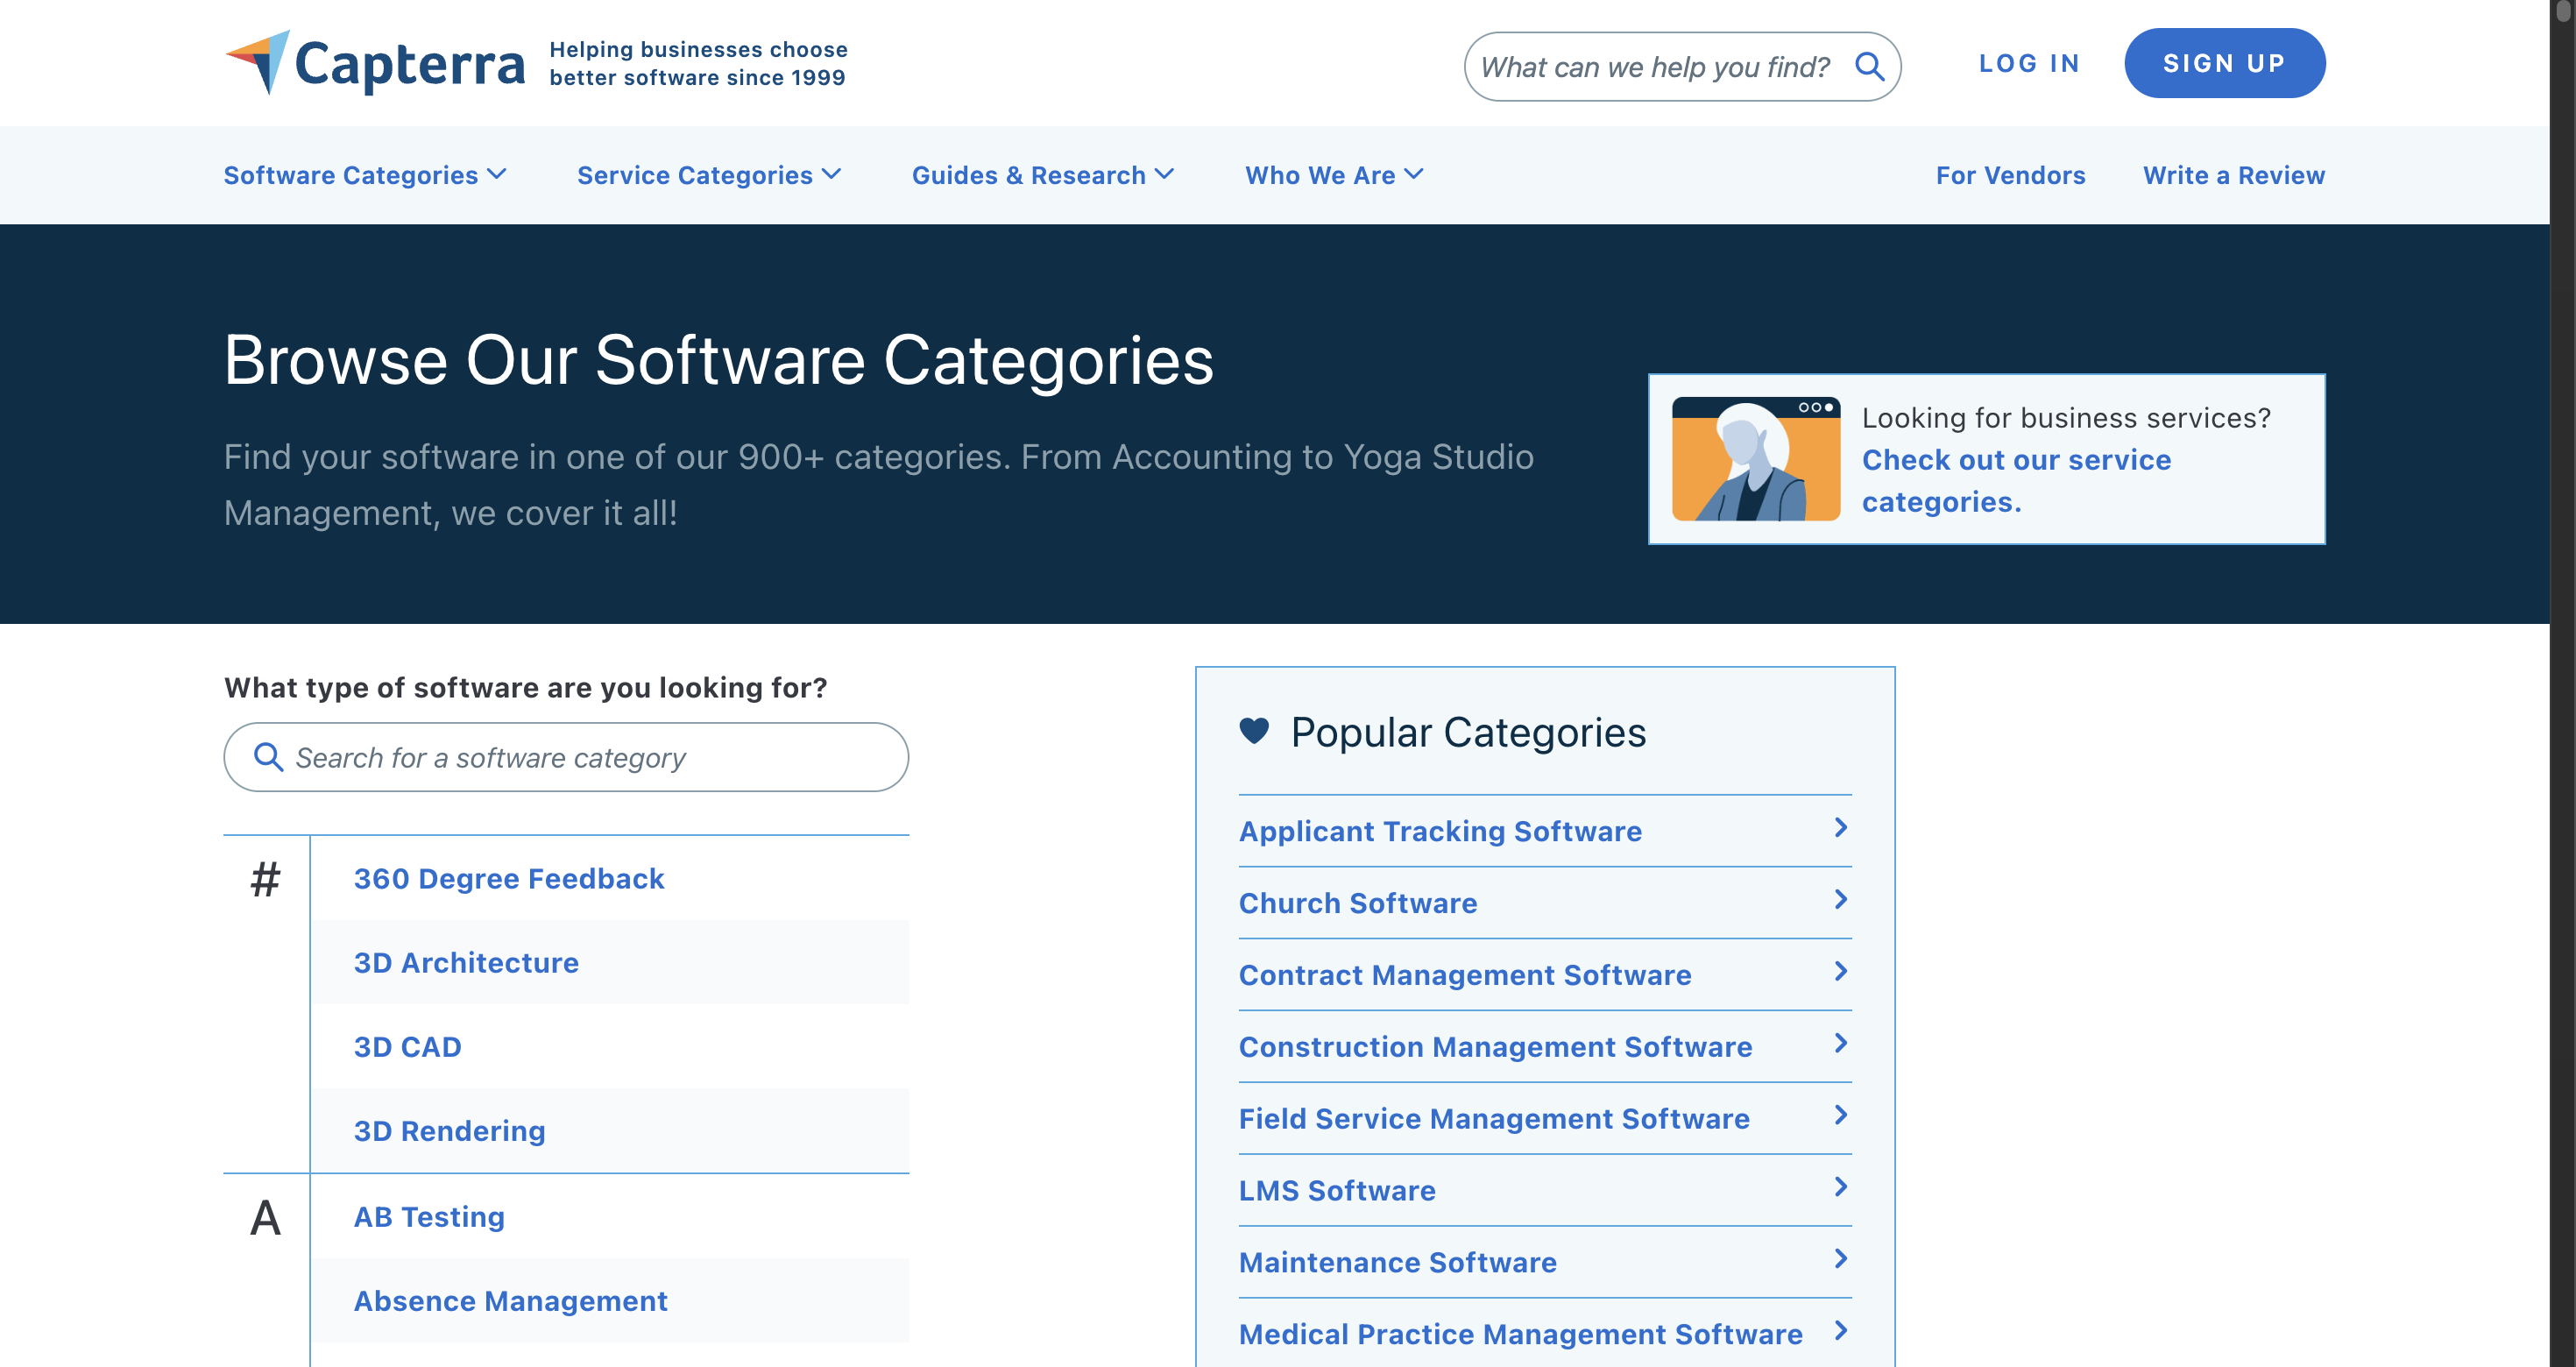 Capterra
Helping businesses choose
better software since 1999
What can we help you find?
LOG IN
SIGN UP
Software Categories
Service Categories
Guides & Research
Who We Are
For Vendors
Write a Review
Browse Our Software Categories
Find your software in one of our 900+ categories. From Accounting to Yoga Studio
Management, we cover it all!
Looking for business services?
Check out our service
categories.
What type of software are you looking for?
Search for a software category
#
360 Degree Feedback
3D Architecture
3D CAD
3D Rendering
A
AB Testing
Absence Management
Popular Categories
Applicant Tracking Software
Church Software
Contract Management Software
Construction Management Software
Field Service Management Software
LMS Software
Maintenance Software
Medical Practice Management Software